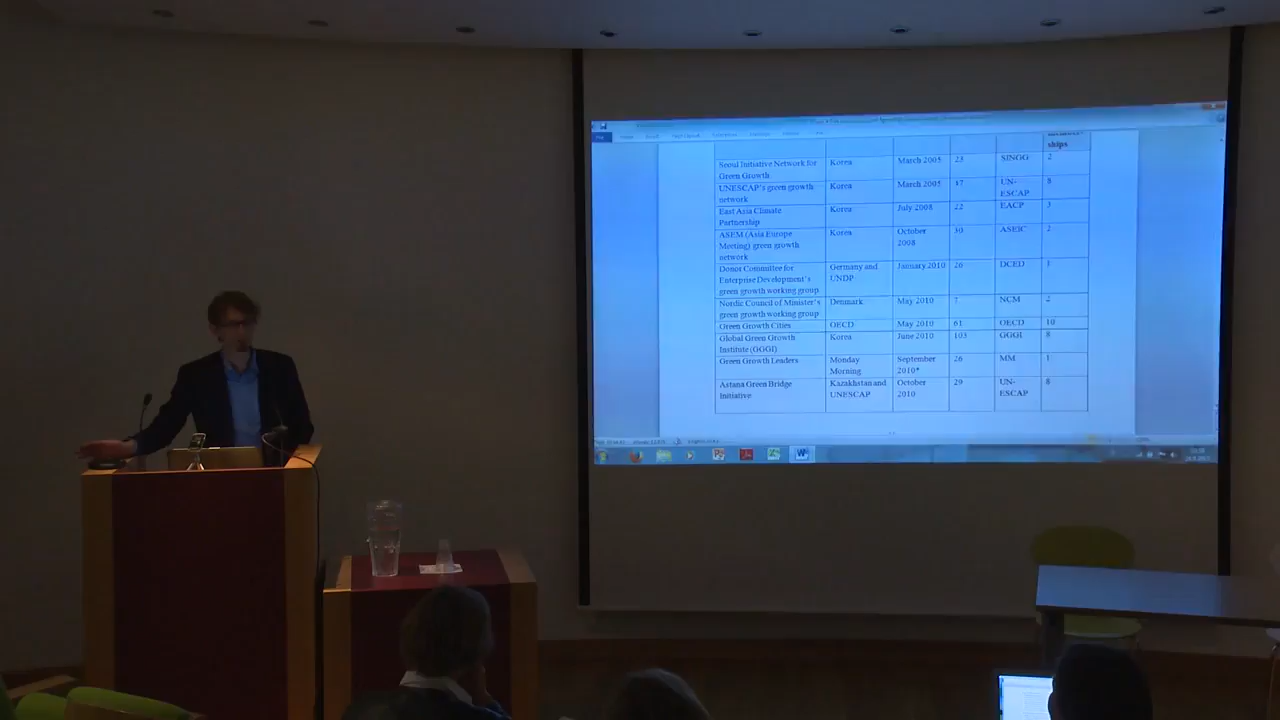 ships
Seoul Initiative Network for Korea March 2005 23 SINGG 2
Green Growth
UNESCAP's green growth Korea March 2005 17 UN- 8
network ESCAP
East Asia Climate Korea July 2008 22 EACP 3
Partnership
ASEM (Asia Europe Korea October 30 ASEIC 2
Meeting) green growth 2008
network
Donor Committee for Germany and January 2010 26 DCED
Enterprise Development's UNDP
green growth working group
Nordic Council of Minister's Denmark May 2010 7 NCM 2
green growth working group
Green Growth Cities OECD May 2010 61 OECD 10
Global Green Growth Korea June 2010 103 GGGI 8
Institute (GGGI)
Green Growth Leaders Monday September 26 MM 1
Morning 2010*
Astana Green Bridge Kazakhstan and October 29 UN- 8
Initiative UNESCAP 2010 ESCAP